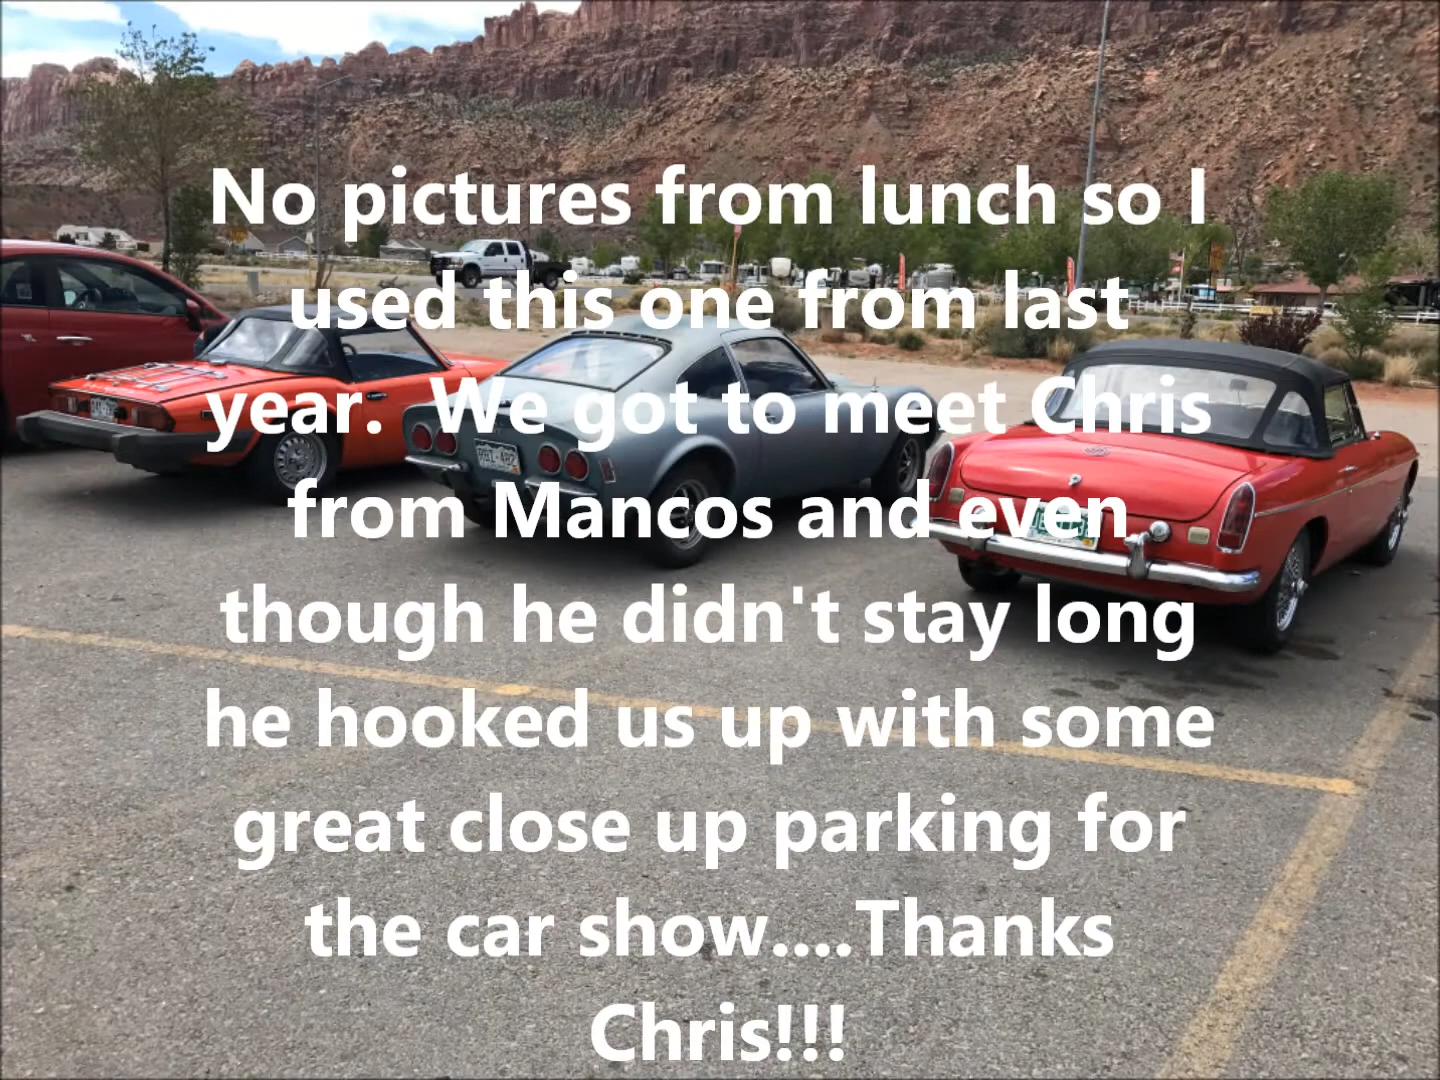 No pictures from lunch so I
used this one from last
year.  We got to meet Chris
from Mancos and even
though he didn't stay long
he hooked us up with some
great close up parking for
the car show....Thanks
Chris!!!